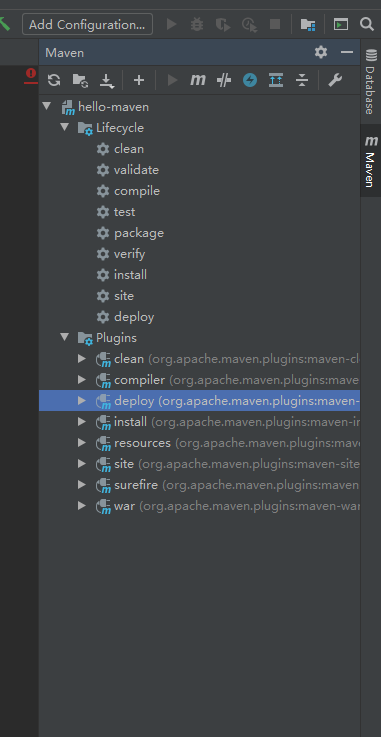 Add Configuration...
Maven
hello-maven
Lifecycle
clean
validate
compile
test
package
verify
install
site
deploy
Plugins
clean (org.apache.maven.plugins:maven-cl
compiler (org.apache.maven.plugins:mave
deploy (org.apache.maven.plugins:maven-
install (org.apache.maven.plugins:maven-in
resources (org.apache.maven.plugins:mav
site (org.apache.maven.plugins:maven-site
surefire (org.apache.maven.plugins:maven
war (org.apache.maven.plugins:maven-war
Database
m
Maven